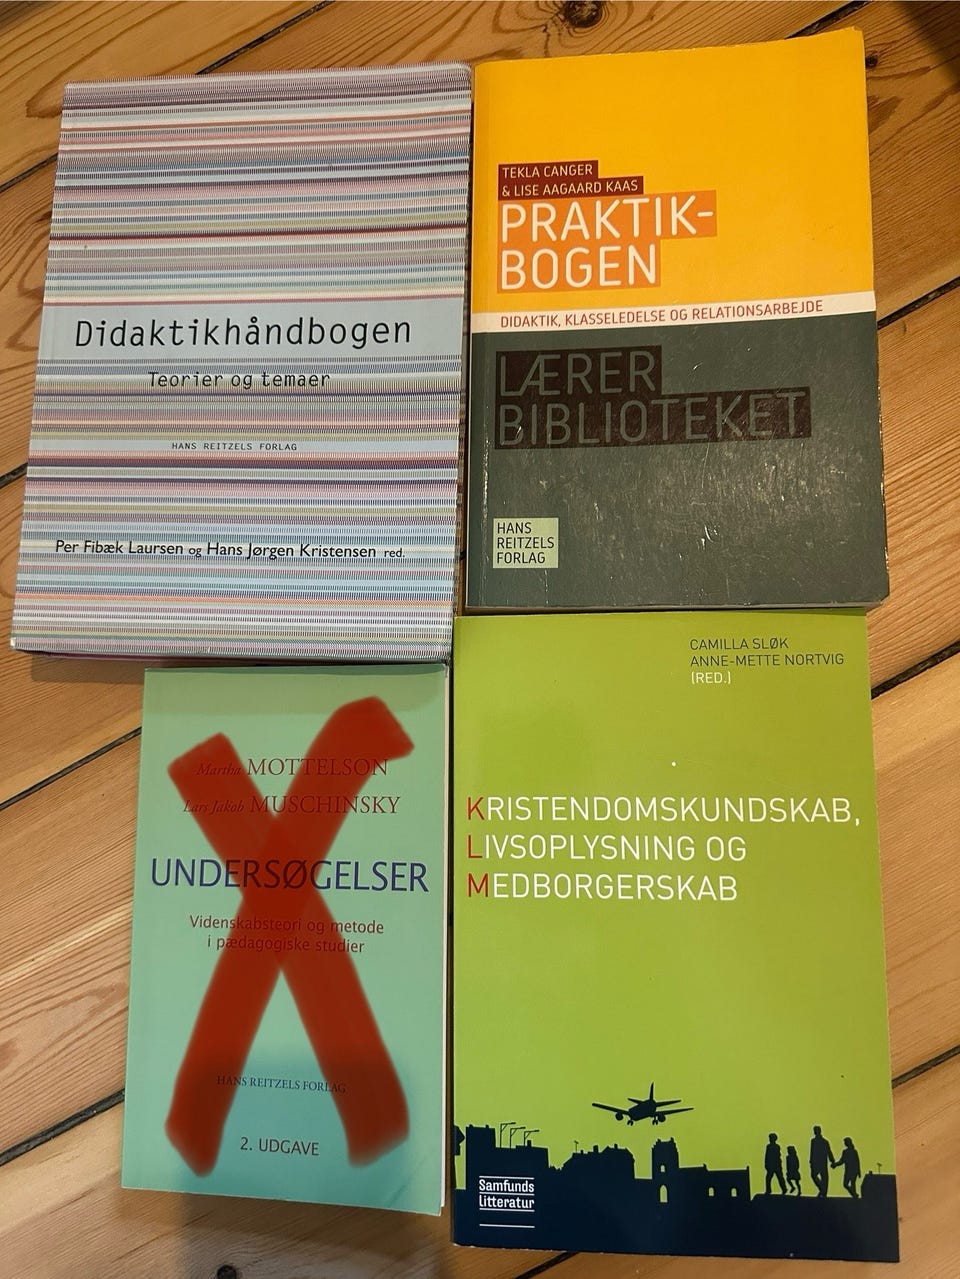 Didaktikhåndbogen
Teorier og temaer
HANS REITZELS FORLAG
Per Fibæk Laursen og Hans Jørgen Kristensen red.
TEKLA CANGER
& LISE AAGAARD KAAS
PRAKTIK-
BOGEN
DIDAKTIK, KLASSELEDELSE OG RELATIONSARBEJDE
LÆRER
BIBLIOTEKET
HANS
REITZELS
FORLAG
Martha MOTTELSON
Lars Jakob MUSCHINSKY
UNDERSØGELSER
Videnskabsteori og metode
i pædagogiske studier
HANS REITZELS FORLAG
2. UDGAVE
CAMILLA SLØK
ANNE-METTE NORTVIG
(RED.)
KRISTENDOMSKUNDSKAB,
LIVSOPLYSNING OG
MEDBORGERSKAB
Samfunds
litteratur